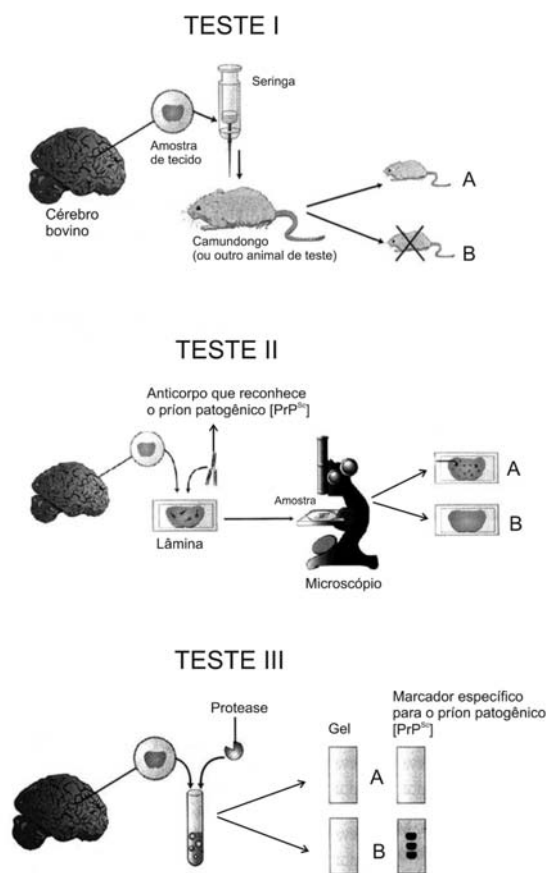 TESTE I
Seringa
Amostra
de tecido
Cérebro
bovino
A
Camundongo
(ou outro animal de teste)
B
TESTE II
Anticorpo que reconhece
o príon patogênico [PrPˢᶜ]
A
Amostra
B
Lâmina
Microscópio
TESTE III
Protease
Marcador específico
para o príon patogênico
[PrPˢᶜ]
Gel
A
B